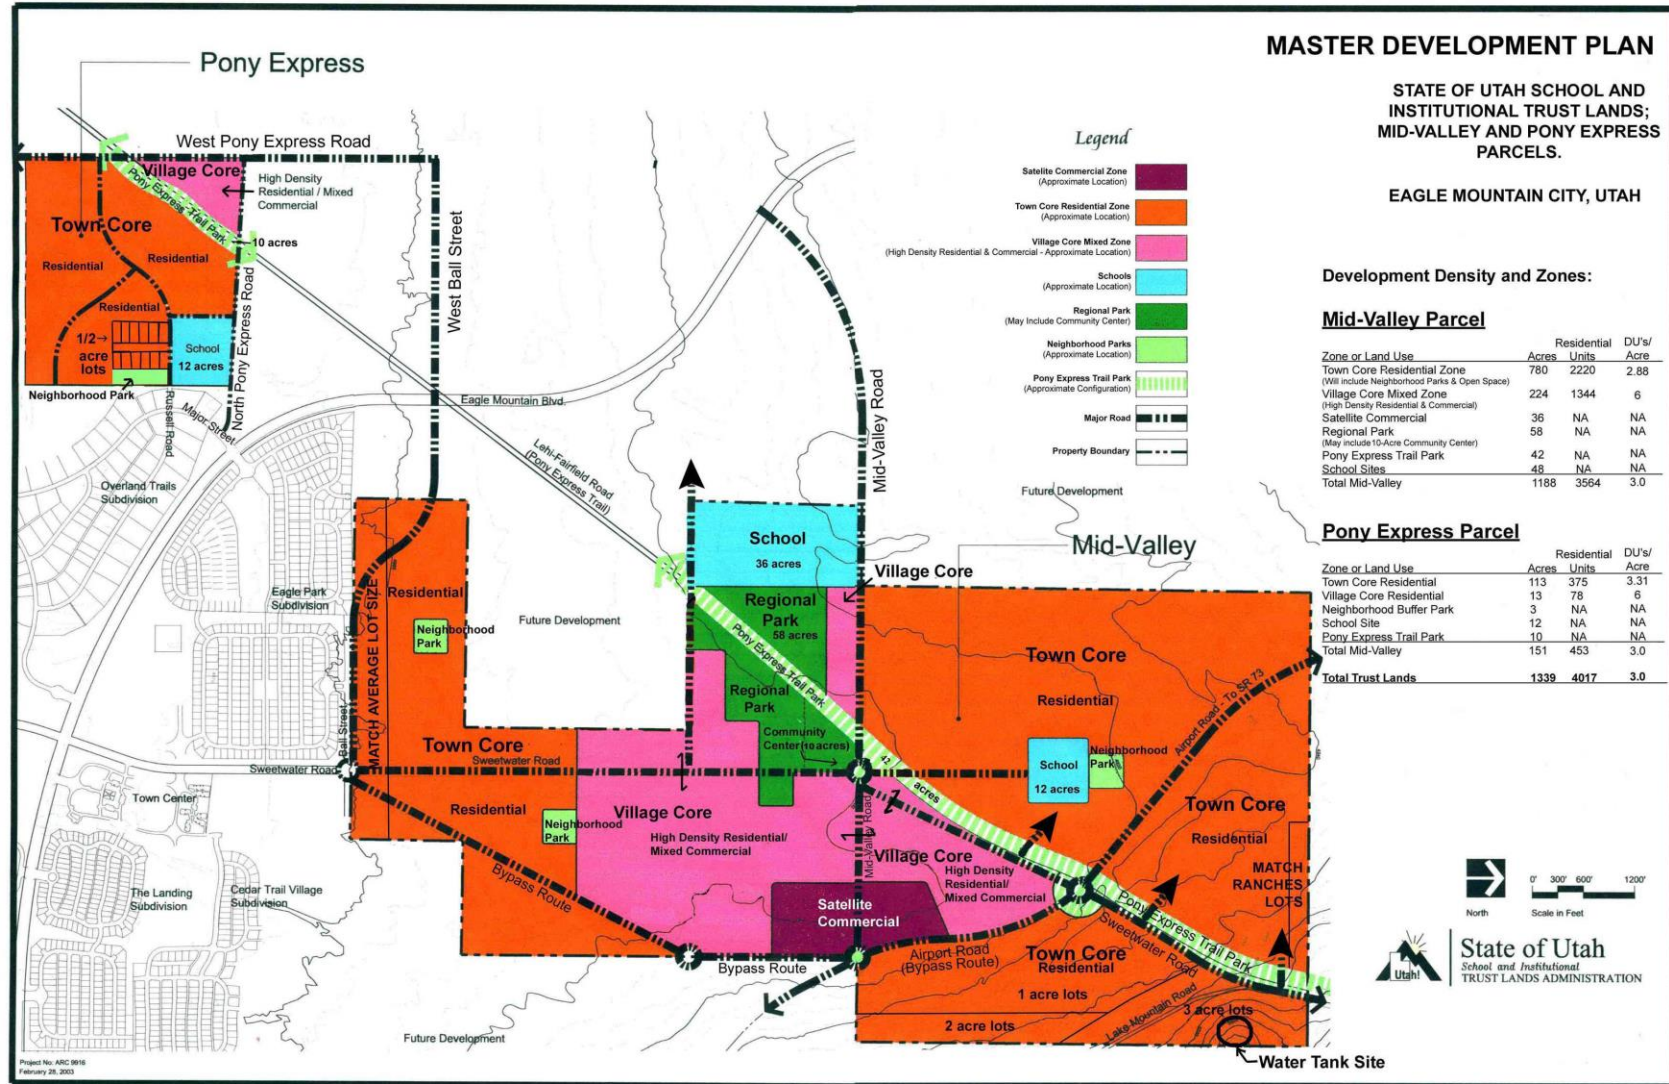 MASTER DEVELOPMENT PLAN
STATE OF UTAH SCHOOL AND
INSTITUTIONAL TRUST LANDS;
MID-VALLEY AND PONY EXPRESS
PARCELS.
EAGLE MOUNTAIN CITY, UTAH
Pony Express
West Pony Express Road
Village Core
High Density
Residential / Mixed
Commercial
Pony Express Trail Park
10 acres
Town Core
Residential
Residential
Residential
1/2→
acre
lots
School
12 acres
Neighborhood Park
North Pony Express Road
Russell Road
Major Street
West Ball Street
Eagle Mountain Blvd.
Lehi-Fairfield Road
(Pony Express Trail)
Mid-Valley Road
Overland Trails
Subdivision
Eagle Park
Subdivision
Legend
Satelite Commercial Zone
(Approximate Location)
Town Core Residential Zone
(Approximate Location)
Village Core Mixed Zone
(High Density Residential & Commercial - Approximate Location)
Schools
(Approximate Location)
Regional Park
(May Include Community Center)
Neighborhood Parks
(Approximate Location)
Pony Express Trail Park
(Approximate Configuration)
Major Road
Property Boundary
Future Development
Mid-Valley
School
36 acres
Village Core
Regional
Park
58 acres
Pony Express Trail Park
Regional
Park
Community
Center (10 acres)
42
acres
Future Development
MATCH AVERAGE LOT SIZE
Residential
Neighborhood
Park
Town Core
Sweetwater Road
Ball Street
Sweetwater Road
Residential
Neighborhood
Park
Bypass Route
Town Center
The Landing
Subdivision
Cedar Trail Village
Subdivision
Village Core
High Density Residential/
Mixed Commercial
Mid-Valley Road
Village Core
High Density
Residential/
Mixed Commercial
Satellite
Commercial
Bypass Route
Airport Road
(Bypass Route)
Town Core
Residential
Airport Road - To SR 73
School
12 acres
Neighborhood
Park
Town Core
Residential
MATCH
RANCHES
LOTS
Pony Express Trail Park
Sweetwater Road
Town Core
Residential
1 acre lots
2 acre lots
Lake Mountain Road
3 acre lots
Water Tank Site
Future Development
Development Density and Zones:
Mid-Valley Parcel
Residential DU's/
Zone or Land Use Acres Units Acre
Town Core Residential Zone 780 2220 2.88
(Will include Neighborhood Parks & Open Space)
Village Core Mixed Zone 224 1344 6
(High Density Residential & Commercial)
Satellite Commercial 36 NA NA
Regional Park 58 NA NA
(May include 10-Acre Community Center)
Pony Express Trail Park 42 NA NA
School Sites 48 NA NA
Total Mid-Valley 1188 3564 3.0
Pony Express Parcel
Residential DU's/
Zone or Land Use Acres Units Acre
Town Core Residential 113 375 3.31
Village Core Residential 13 78 6
Neighborhood Buffer Park 3 NA NA
School Site 12 NA NA
Pony Express Trail Park 10 NA NA
Total Mid-Valley 151 453 3.0
Total Trust Lands 1339 4017 3.0
North
0' 300' 600' 1200'
Scale in Feet
Utah!
State of Utah
School and Institutional
TRUST LANDS ADMINISTRATION
Project No: ARC 9916
February 28, 2003